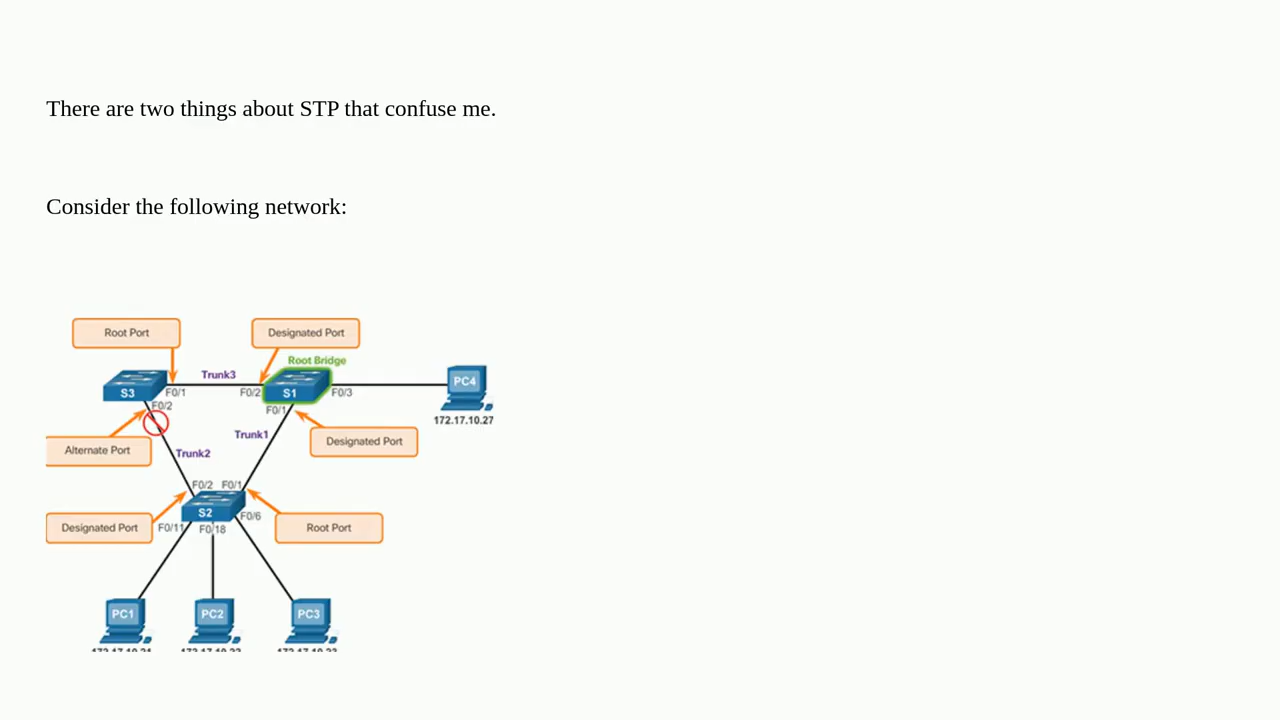 There are two things about STP that confuse me.
Consider the following network:
Root Port
Designated Port
Root Bridge
Trunk3
S3
F0/1
F0/2
S1
F0/3
PC4
F0/2
F0/1
172.17.10.27
Trunk1
Designated Port
Alternate Port
Trunk2
F0/2
F0/1
S2
F0/6
Designated Port
F0/11
F0/18
Root Port
PC1
PC2
PC3